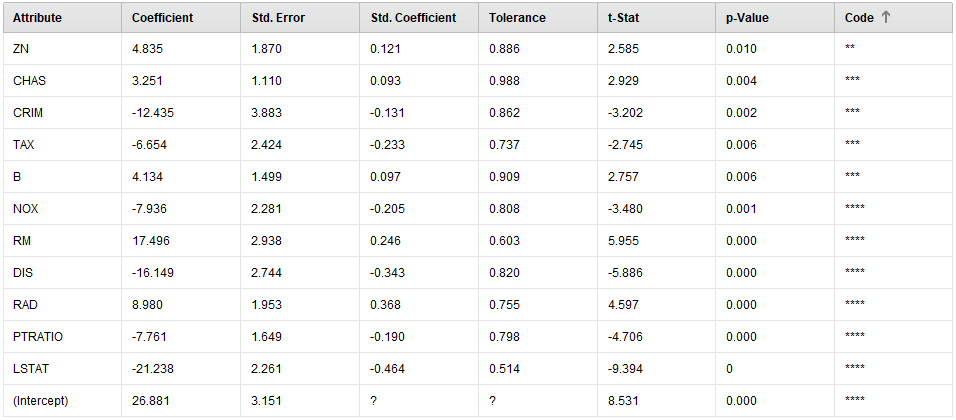 Attribute Coefficient Std. Error Std. Coefficient Tolerance t-Stat p-Value Code ↑
ZN 4.835 1.870 0.121 0.886 2.585 0.010 **
CHAS 3.251 1.110 0.093 0.988 2.929 0.004 ***
CRIM -12.435 3.883 -0.131 0.862 -3.202 0.002 ***
TAX -6.654 2.424 -0.233 0.737 -2.745 0.006 ***
B 4.134 1.499 0.097 0.909 2.757 0.006 ***
NOX -7.936 2.281 -0.205 0.808 -3.480 0.001 ****
RM 17.496 2.938 0.246 0.603 5.955 0.000 ****
DIS -16.149 2.744 -0.343 0.820 -5.886 0.000 ****
RAD 8.980 1.953 0.368 0.755 4.597 0.000 ****
PTRATIO -7.761 1.649 -0.190 0.798 -4.706 0.000 ****
LSTAT -21.238 2.261 -0.464 0.514 -9.394 0 ****
(Intercept) 26.881 3.151 ? ? 8.531 0.000 ****